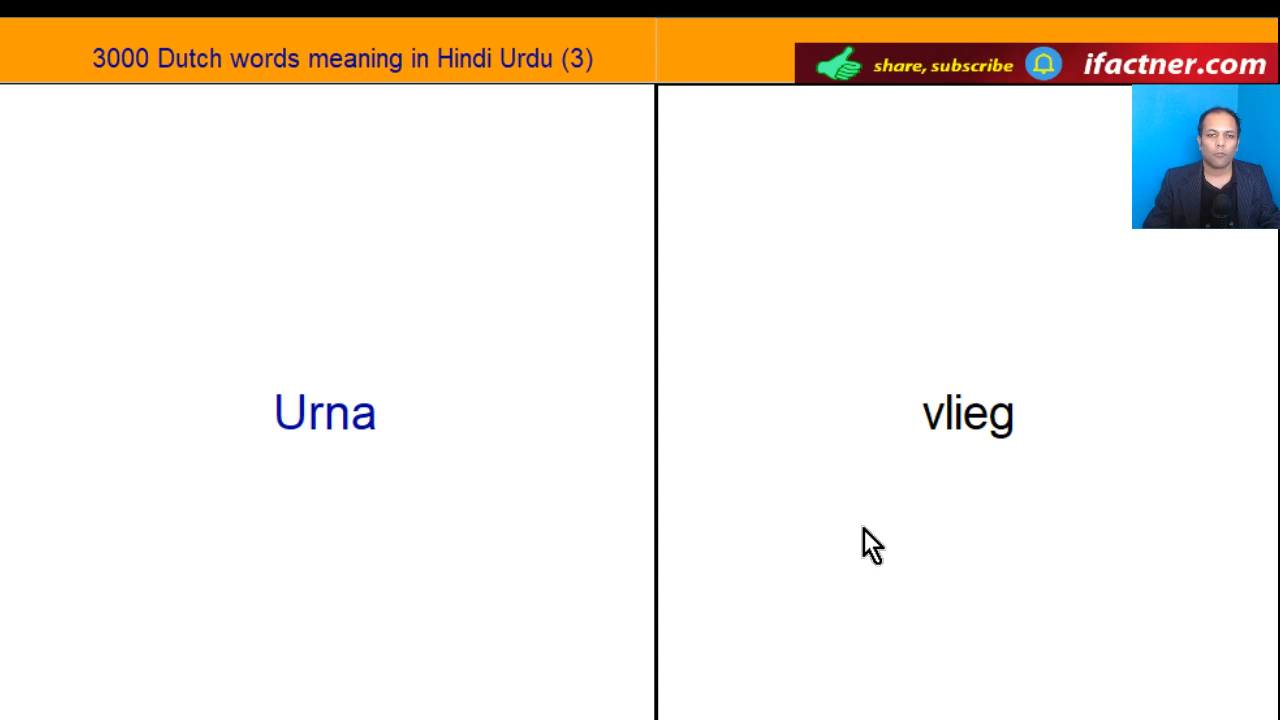 3000 Dutch words meaning in Hindi Urdu (3)
share, subscribe
ifactner.com
Urna
vlieg